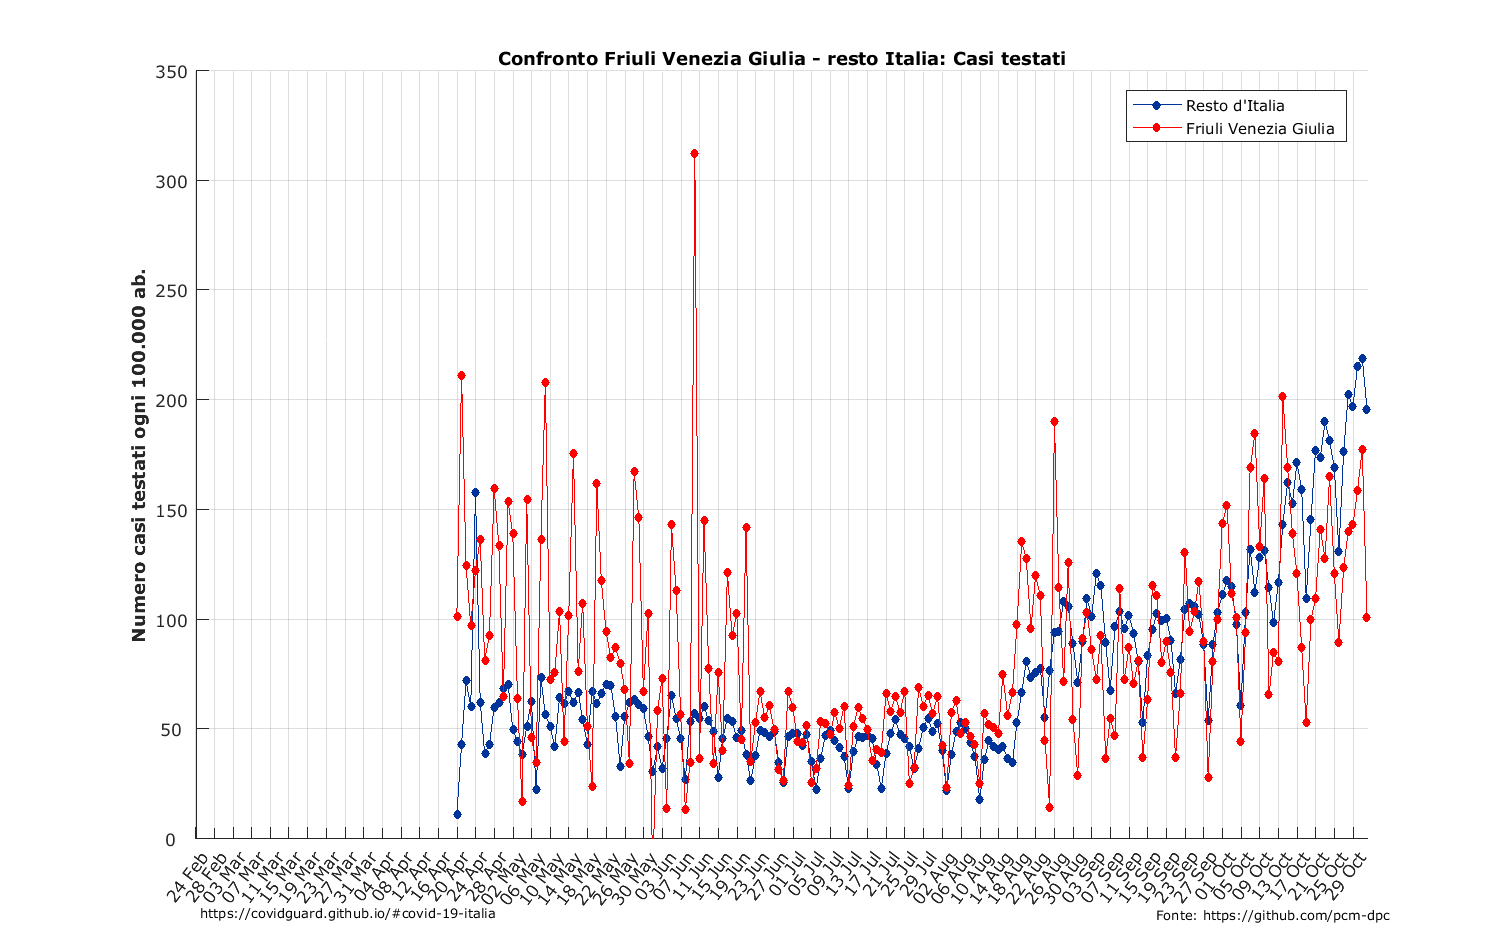 Confronto Friuli Venezia Giulia - resto Italia: Casi testati
Resto d'Italia
Friuli Venezia Giulia
Numero casi testati ogni 100.000 ab.
350
300
250
200
150
100
50
0
24 Feb
28 Feb
03 Mar
07 Mar
11 Mar
15 Mar
19 Mar
23 Mar
27 Mar
31 Mar
04 Apr
08 Apr
12 Apr
16 Apr
20 Apr
24 Apr
28 Apr
02 May
06 May
10 May
14 May
18 May
22 May
26 May
30 May
03 Jun
07 Jun
11 Jun
15 Jun
19 Jun
23 Jun
27 Jun
01 Jul
05 Jul
09 Jul
13 Jul
17 Jul
21 Jul
25 Jul
29 Jul
02 Aug
06 Aug
10 Aug
14 Aug
18 Aug
22 Aug
26 Aug
30 Aug
03 Sep
07 Sep
11 Sep
15 Sep
19 Sep
23 Sep
27 Sep
01 Oct
05 Oct
09 Oct
13 Oct
17 Oct
21 Oct
25 Oct
29 Oct
https://covidguard.github.io/#covid-19-italia
Fonte: https://github.com/pcm-dpc